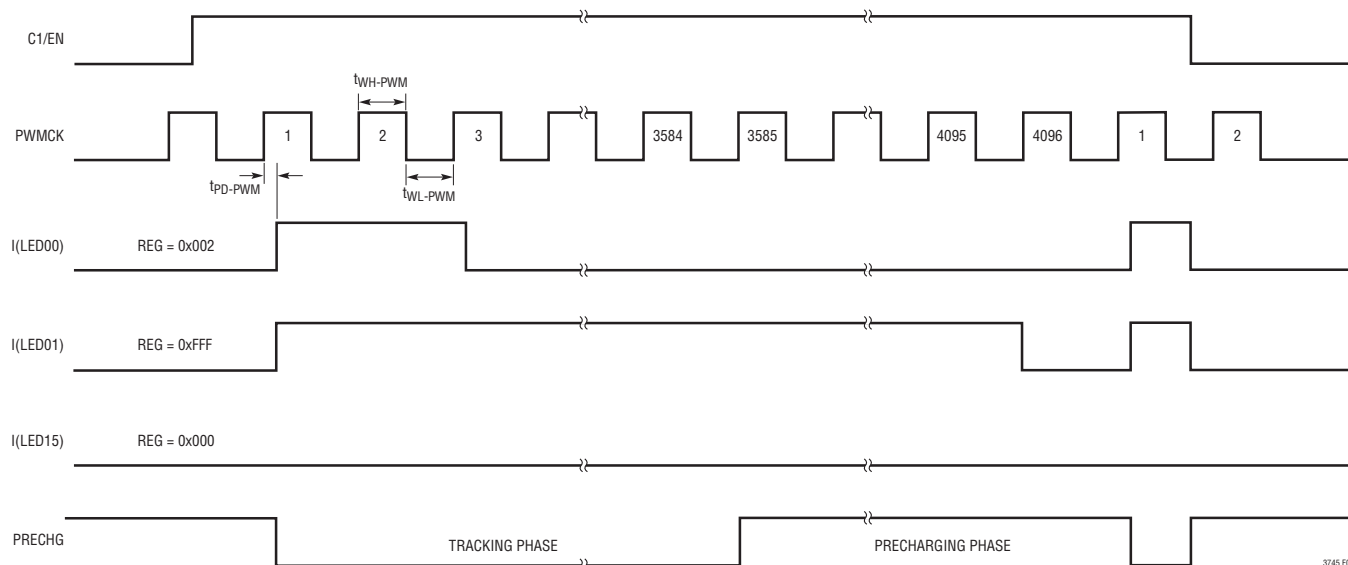 C1/EN
tWH-PWM
PWMCK
1 2 3 3584 3585 4095 4096 1 2
tPD-PWM
tWL-PWM
I(LED00) REG = 0x002
I(LED01) REG = 0xFFF
I(LED15) REG = 0x000
PRECHG TRACKING PHASE PRECHARGING PHASE